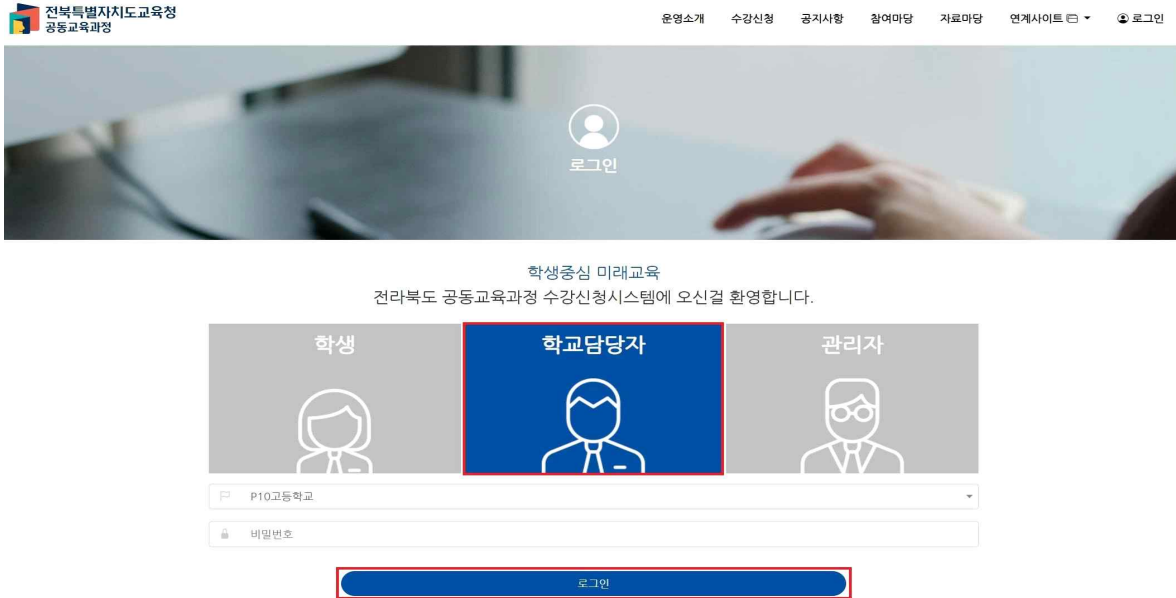 전북특별자치도교육청
공동교육과정
운영소개 수강신청 공지사항 참여마당 자료마당 연계사이트 로그인
로그인
학생중심 미래교육
전라북도 공동교육과정 수강신청시스템에 오신걸 환영합니다.
학생 학교담당자 관리자
P10고등학교
비밀번호
로그인